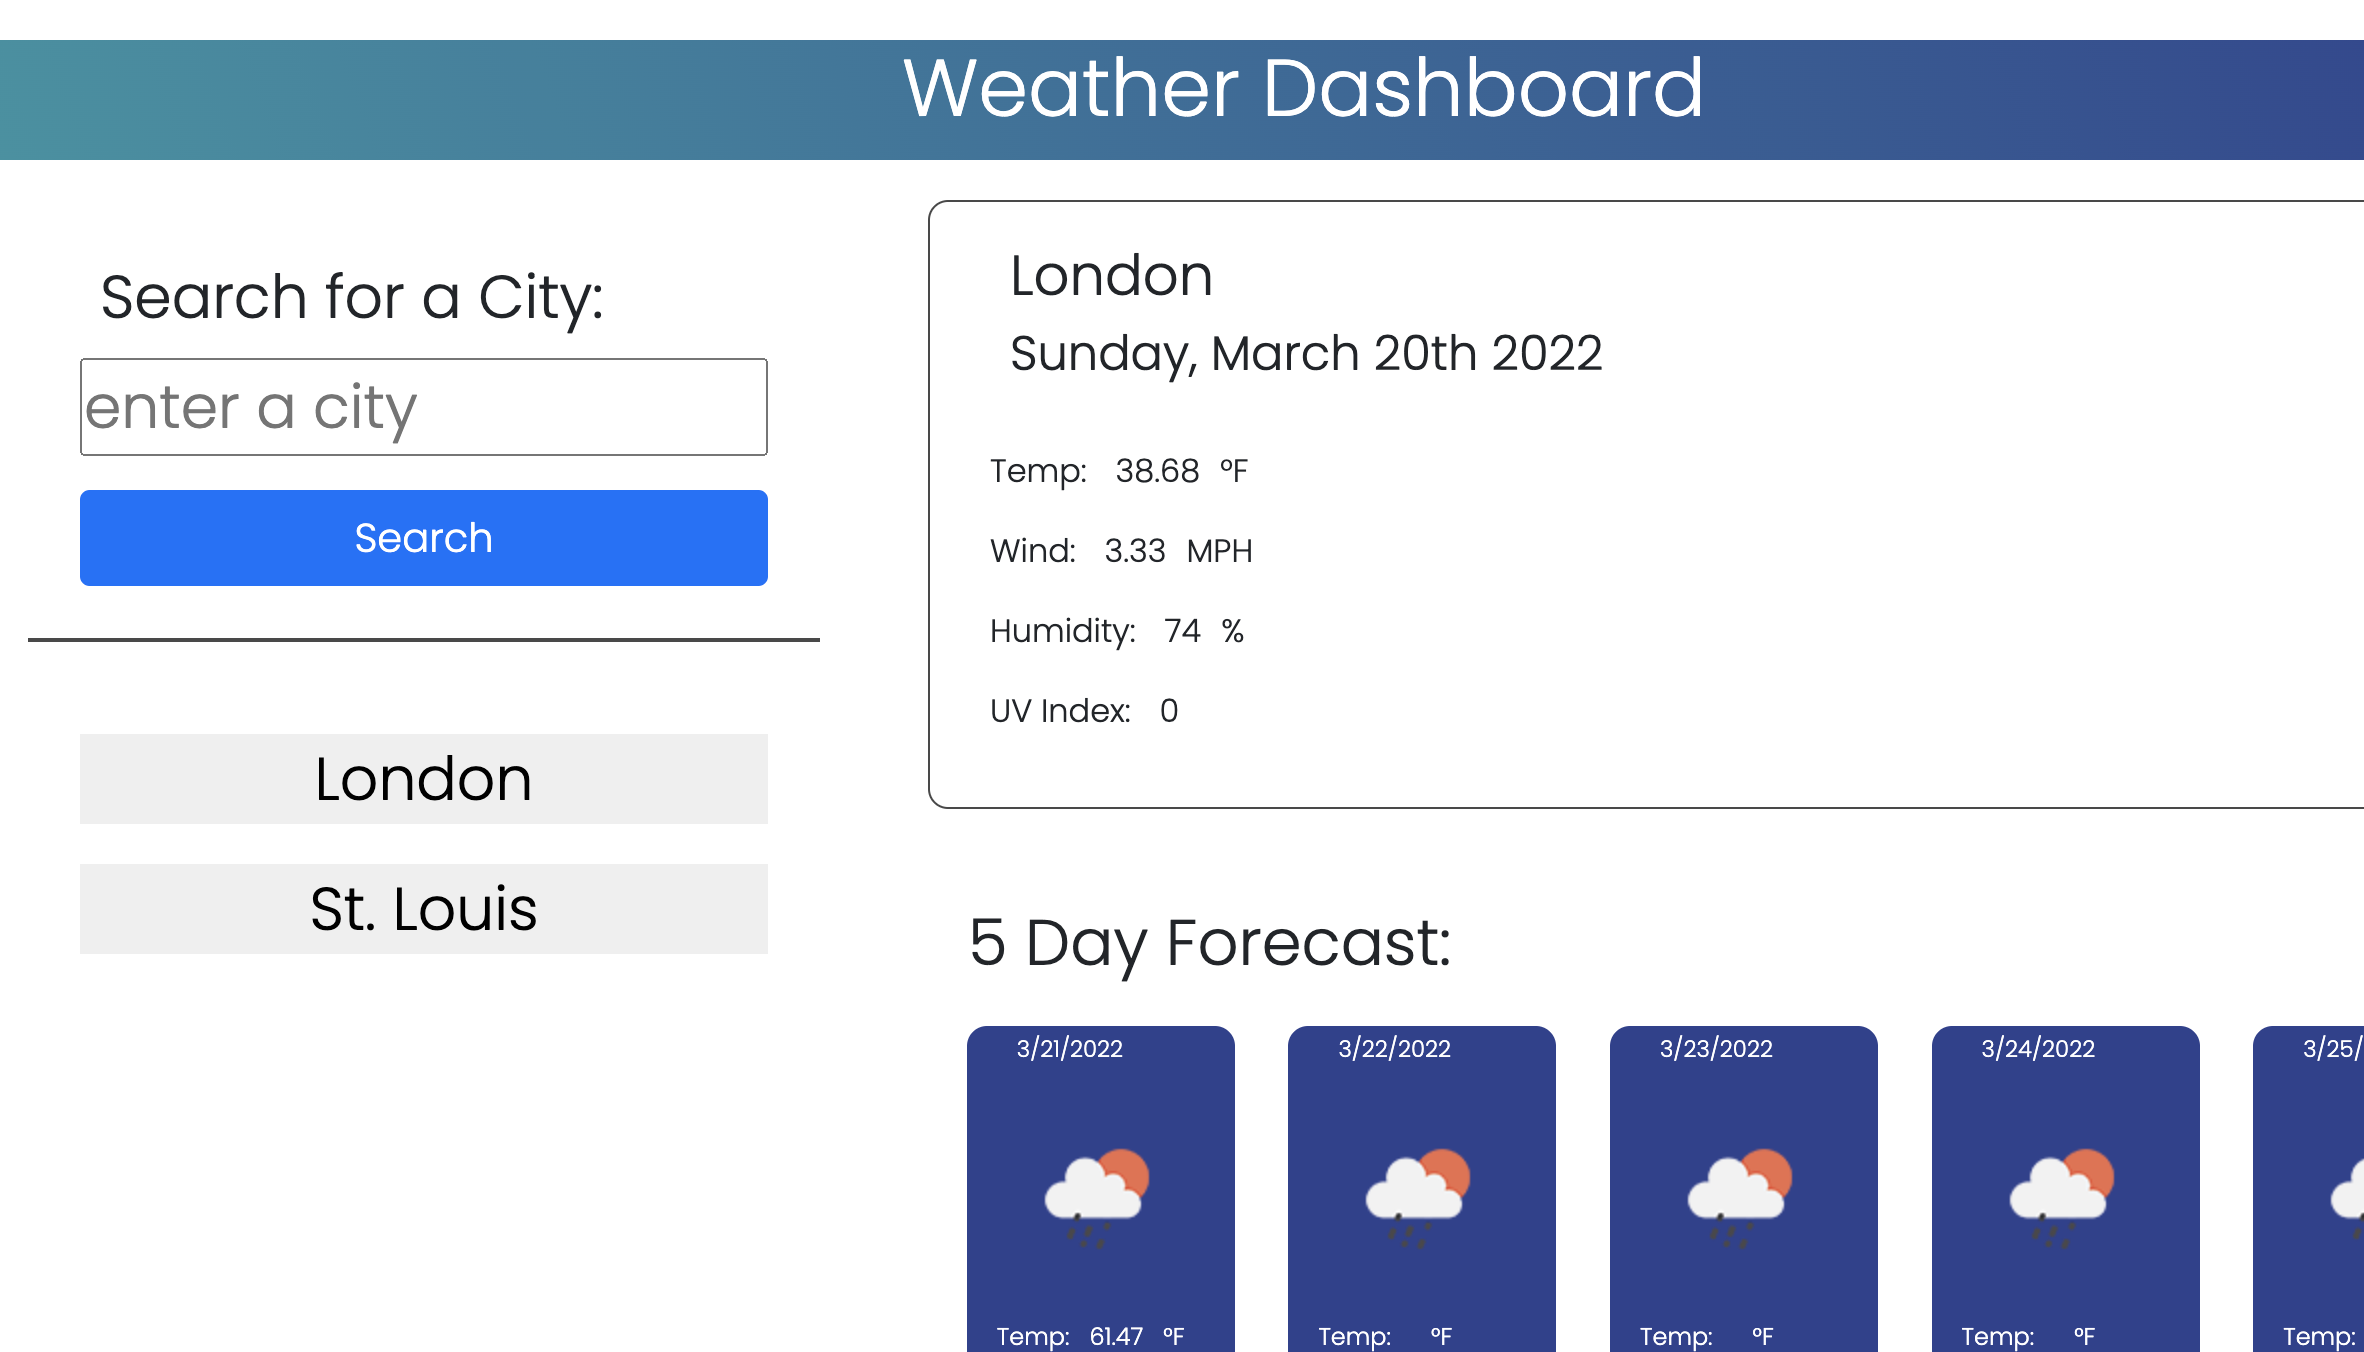 Weather Dashboard
Search for a City:
enter a city
Search
London
St. Louis
London
Sunday, March 20th 2022
Temp: 38.68 °F
Wind: 3.33 MPH
Humidity: 74 %
UV Index: 0
5 Day Forecast:
3/21/2022
Temp: 61.47 °F
3/22/2022
Temp: °F
3/23/2022
Temp: °F
3/24/2022
Temp: °F
3/25/
Temp: